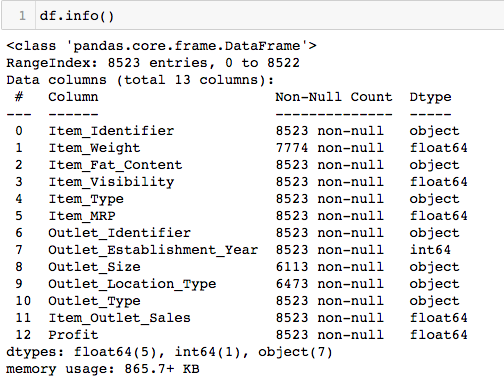 1 df.info()
<class 'pandas.core.frame.DataFrame'>
RangeIndex: 8523 entries, 0 to 8522
Data columns (total 13 columns):
 #   Column                     Non-Null Count  Dtype
---  ------                     --------------  -----
 0   Item_Identifier            8523 non-null   object
 1   Item_Weight                7774 non-null   float64
 2   Item_Fat_Content           8523 non-null   object
 3   Item_Visibility            8523 non-null   float64
 4   Item_Type                  8523 non-null   object
 5   Item_MRP                   8523 non-null   float64
 6   Outlet_Identifier          8523 non-null   object
 7   Outlet_Establishment_Year  8523 non-null   int64
 8   Outlet_Size                6113 non-null   object
 9   Outlet_Location_Type       6473 non-null   object
 10  Outlet_Type                8523 non-null   object
 11  Item_Outlet_Sales          8523 non-null   float64
 12  Profit                     8523 non-null   float64
dtypes: float64(5), int64(1), object(7)
memory usage: 865.7+ KB